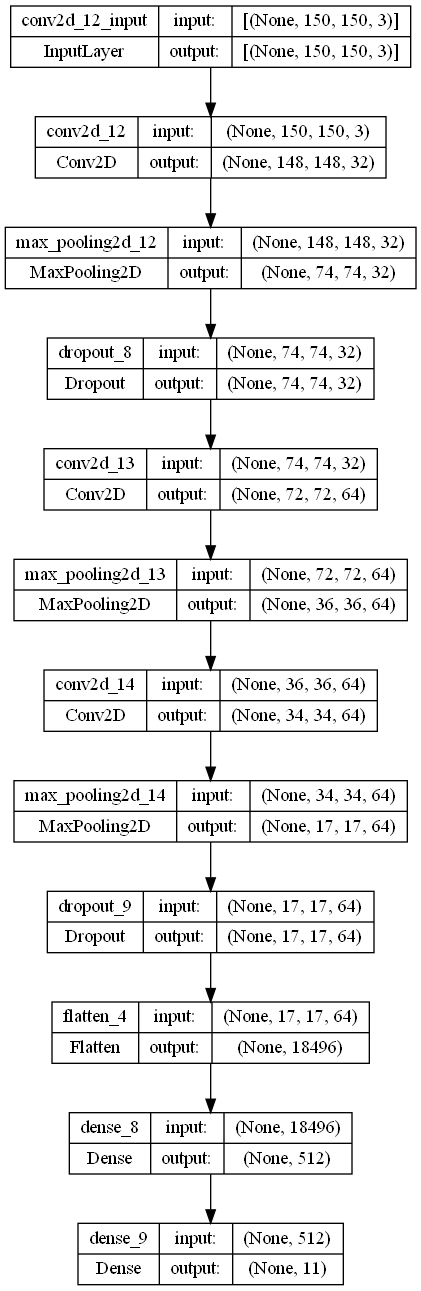 conv2d_12_input input: [(None, 150, 150, 3)]
InputLayer output: [(None, 150, 150, 3)]
conv2d_12 input: (None, 150, 150, 3)
Conv2D output: (None, 148, 148, 32)
max_pooling2d_12 input: (None, 148, 148, 32)
MaxPooling2D output: (None, 74, 74, 32)
dropout_8 input: (None, 74, 74, 32)
Dropout output: (None, 74, 74, 32)
conv2d_13 input: (None, 74, 74, 32)
Conv2D output: (None, 72, 72, 64)
max_pooling2d_13 input: (None, 72, 72, 64)
MaxPooling2D output: (None, 36, 36, 64)
conv2d_14 input: (None, 36, 36, 64)
Conv2D output: (None, 34, 34, 64)
max_pooling2d_14 input: (None, 34, 34, 64)
MaxPooling2D output: (None, 17, 17, 64)
dropout_9 input: (None, 17, 17, 64)
Dropout output: (None, 17, 17, 64)
flatten_4 input: (None, 17, 17, 64)
Flatten output: (None, 18496)
dense_8 input: (None, 18496)
Dense output: (None, 512)
dense_9 input: (None, 512)
Dense output: (None, 11)